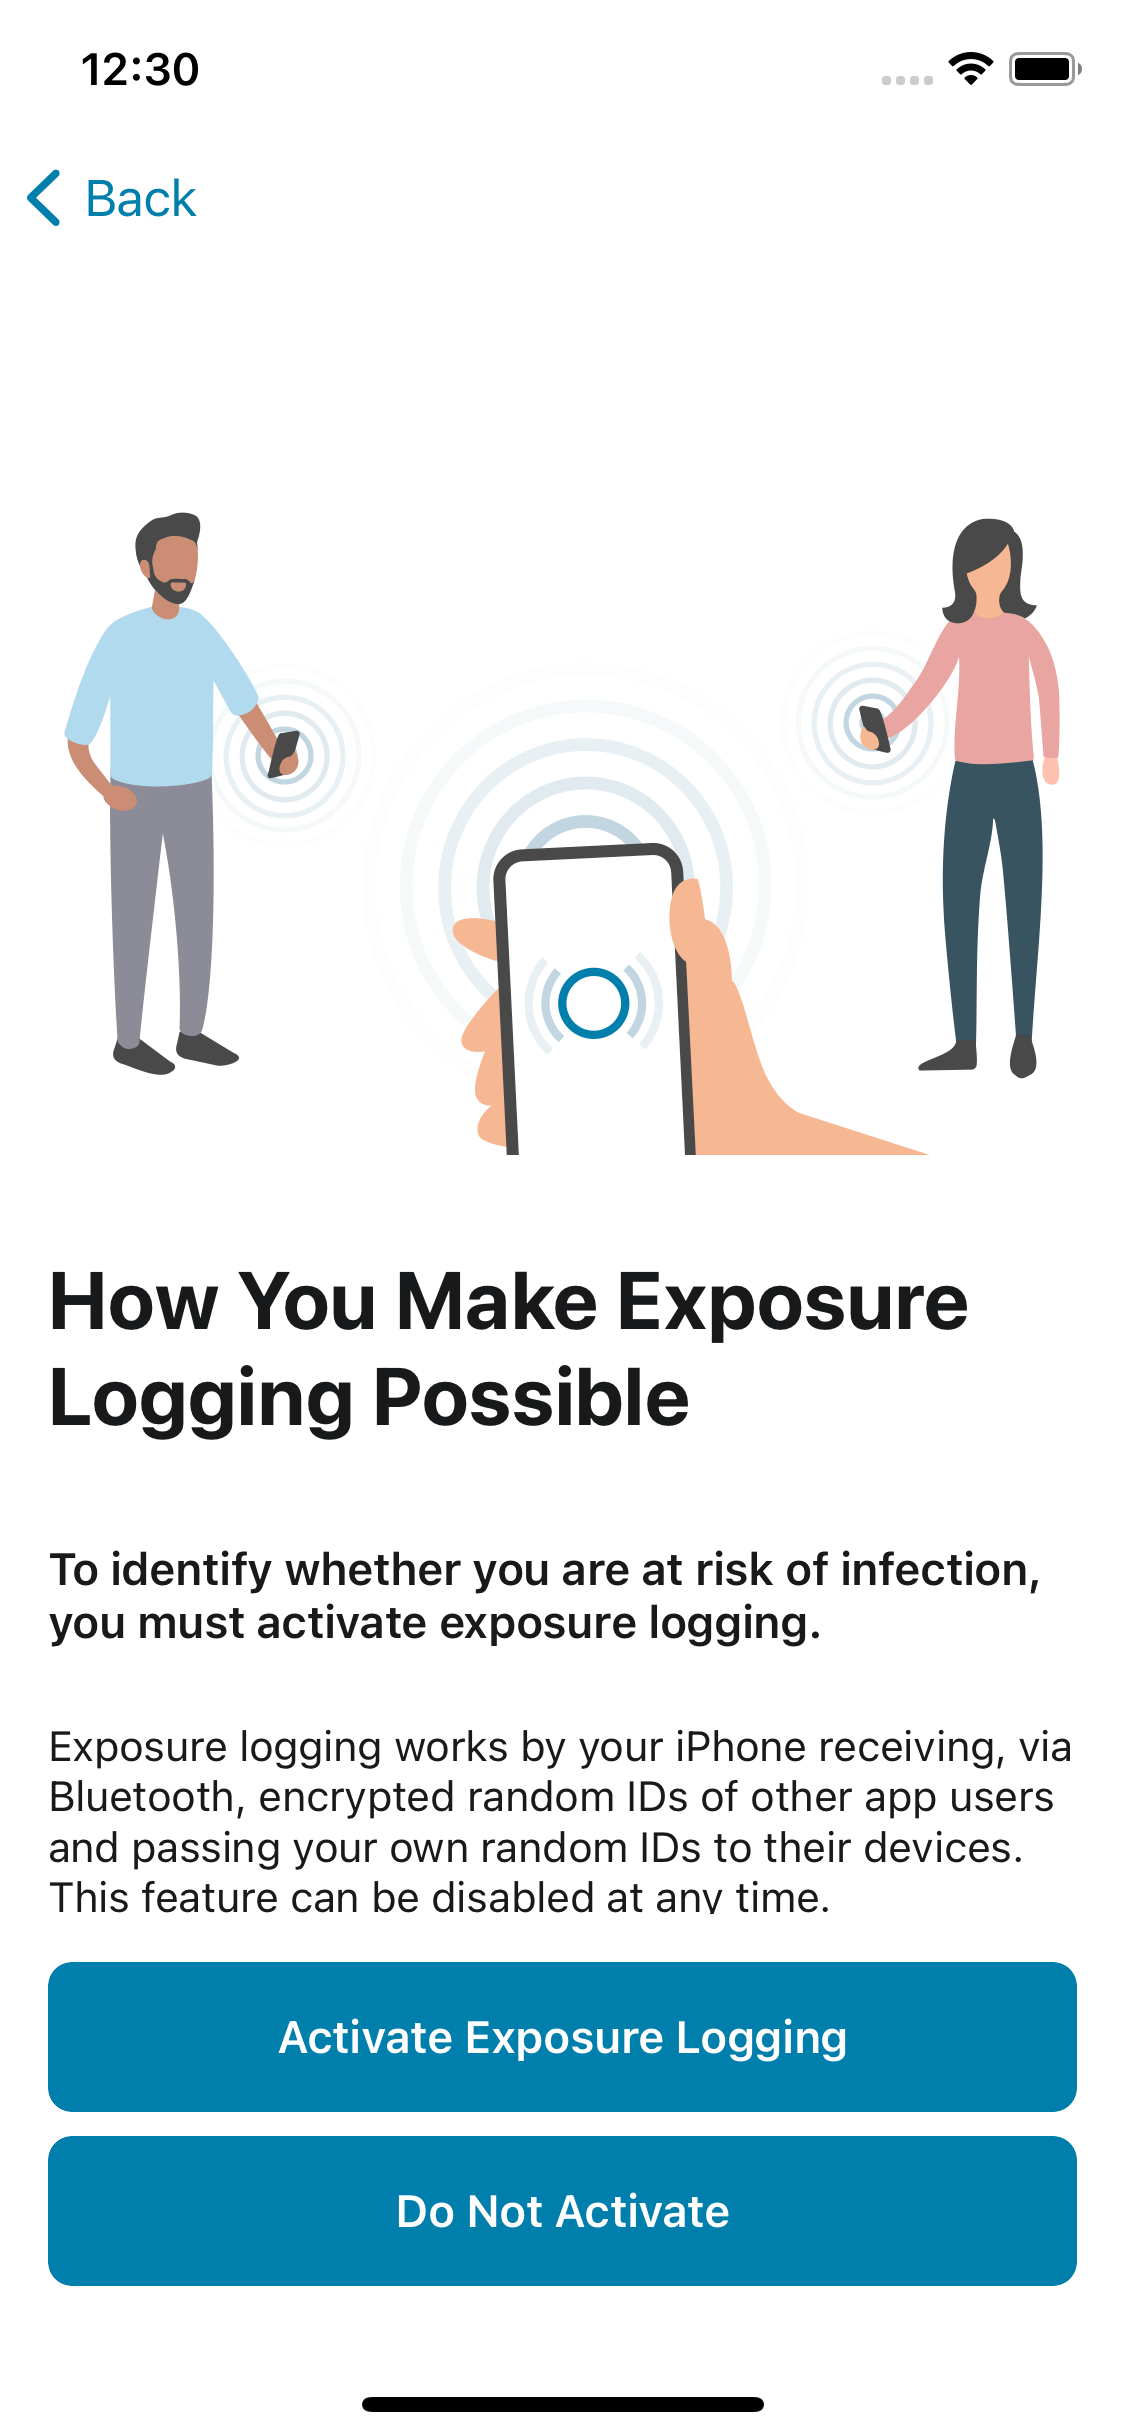 12:30
Back
How You Make Exposure
Logging Possible
To identify whether you are at risk of infection,
you must activate exposure logging.
Exposure logging works by your iPhone receiving, via
Bluetooth, encrypted random IDs of other app users
and passing your own random IDs to their devices.
This feature can be disabled at any time.
Activate Exposure Logging
Do Not Activate